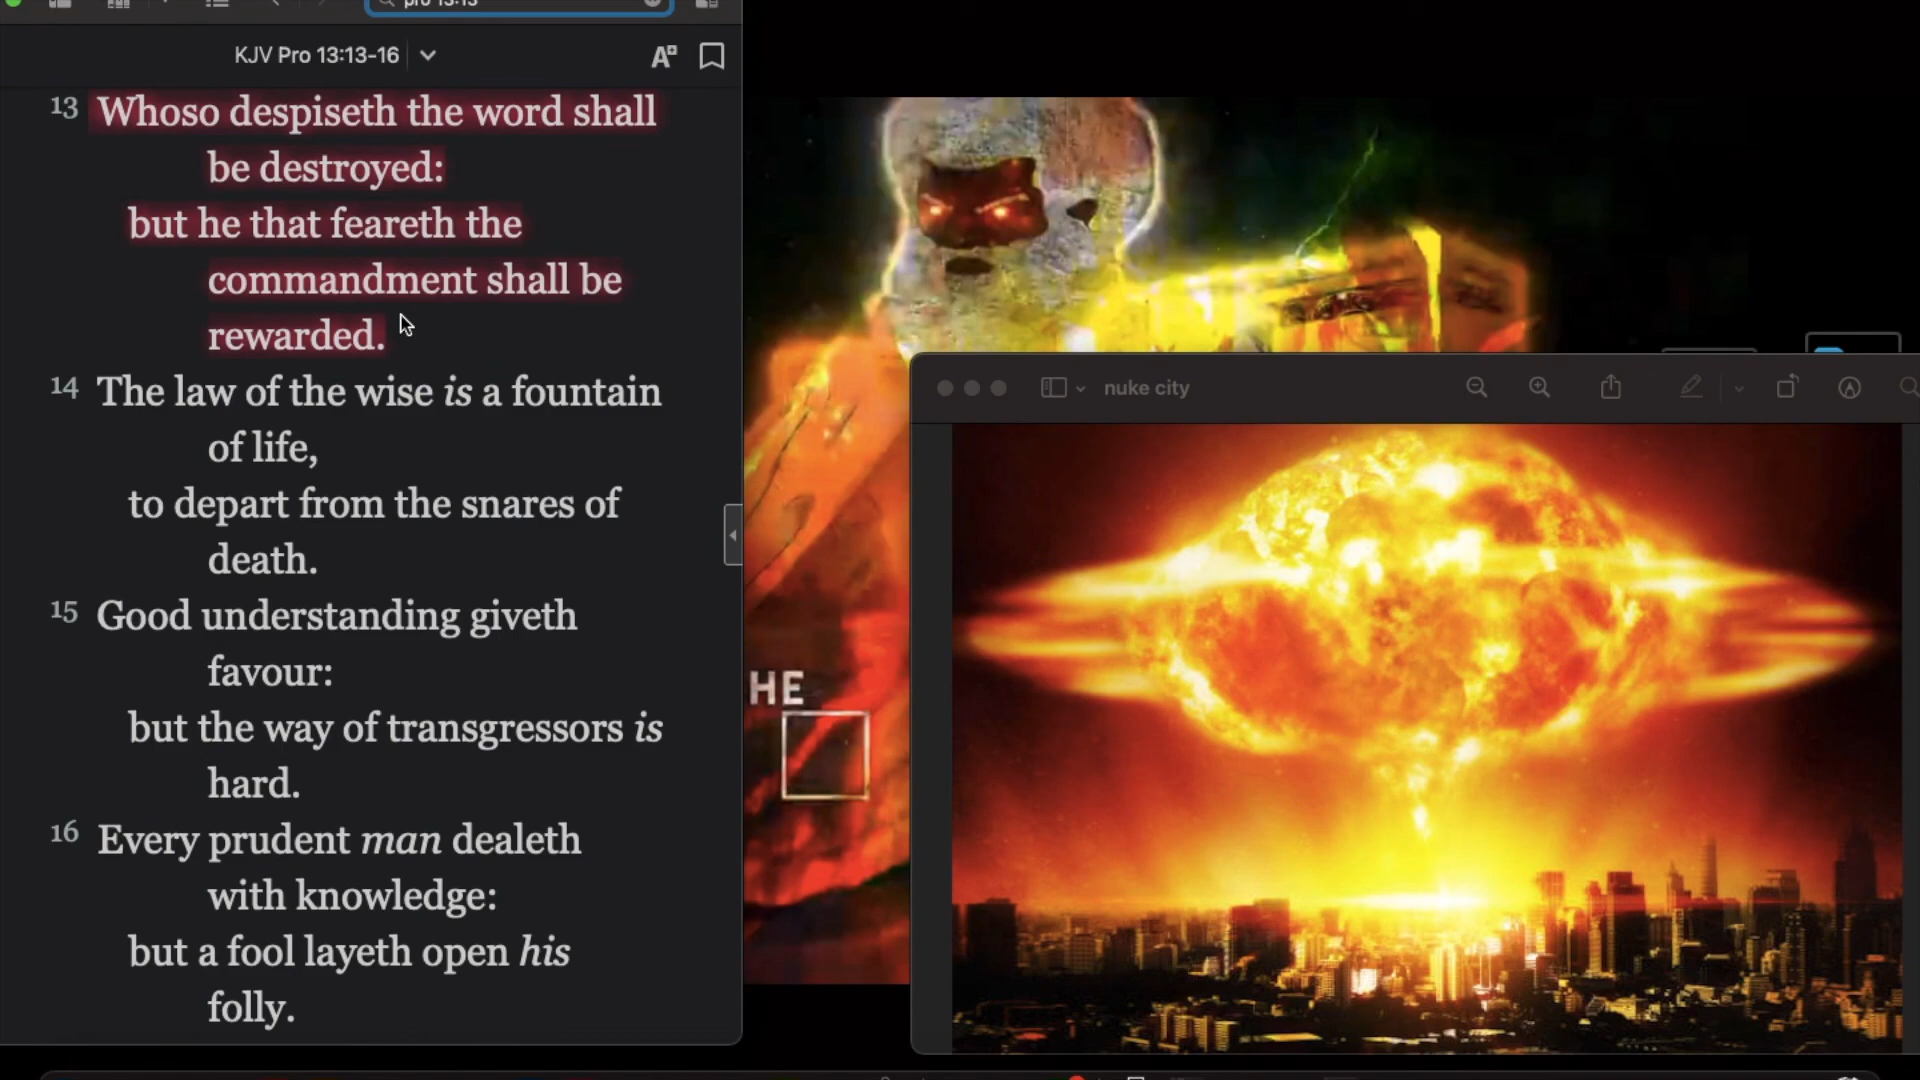 pro 13:13
KJV Pro 13:13-16
13 Whoso despiseth the word shall
be destroyed:
but he that feareth the
commandment shall be
rewarded.
14 The law of the wise is a fountain
of life,
to depart from the snares of
death.
15 Good understanding giveth
favour:
but the way of transgressors is
hard.
16 Every prudent man dealeth
with knowledge:
but a fool layeth open his
folly.
HE
nuke city